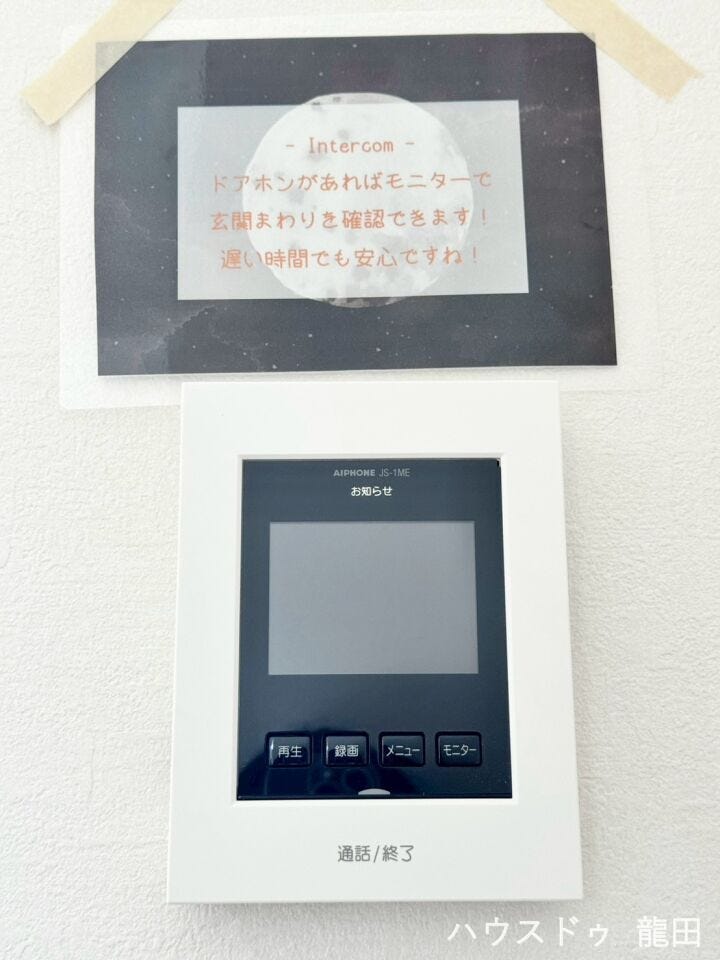 - Intercom -
ドアホンがあればモニターで
玄関まわりを確認できます！
遅い時間でも安心ですね！
AIPHONE JS-1ME
お知らせ
再生 録画 メニュー モニター
通話/終了
ハウスドゥ 龍田